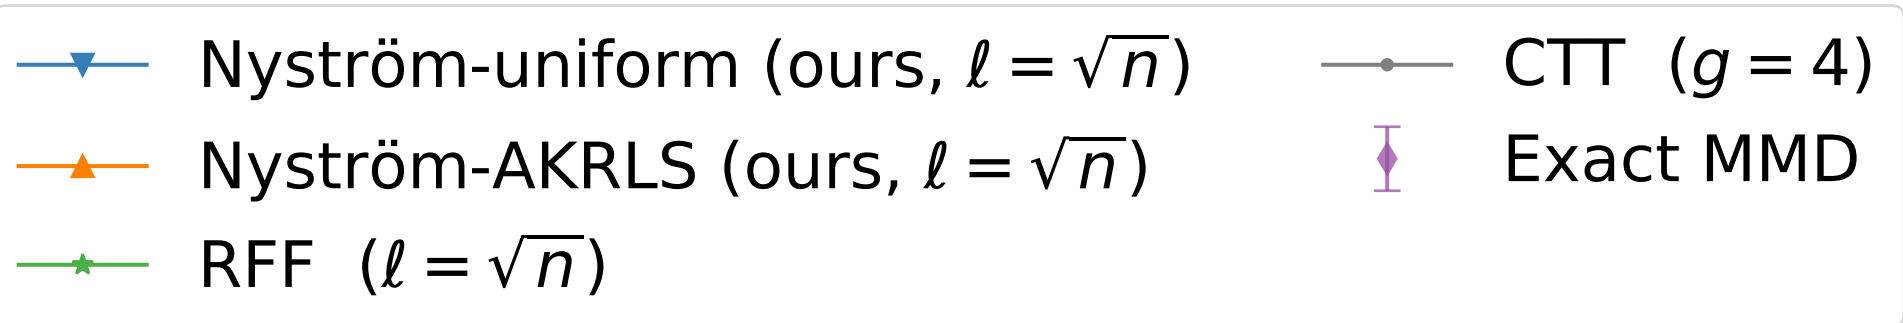 Nyström-uniform (ours, ℓ = √n)
Nyström-AKRLS (ours, ℓ = √n)
RFF (ℓ = √n)
CTT (g = 4)
Exact MMD